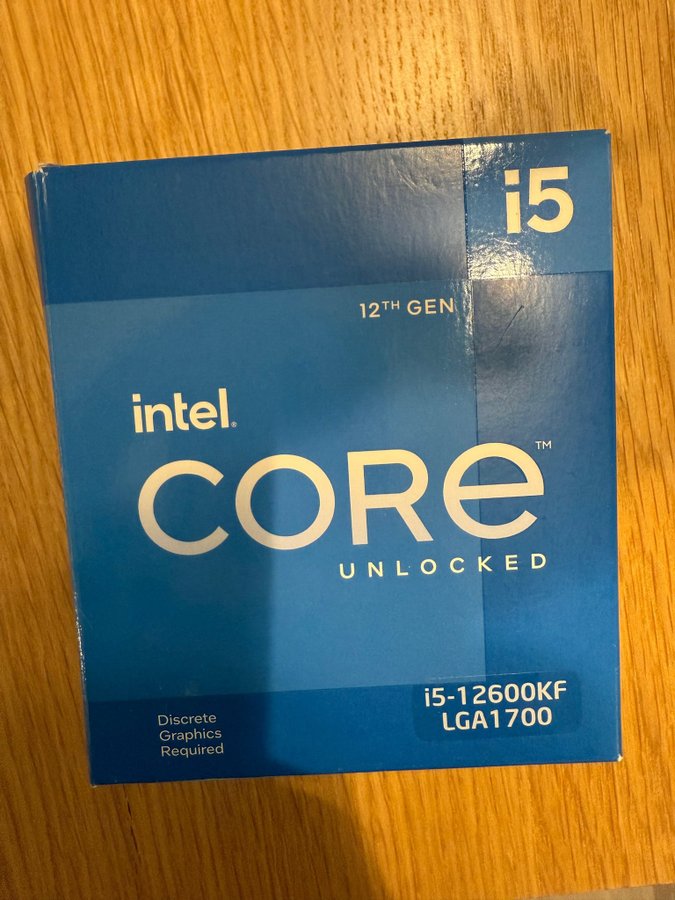 i5
12TH GEN
intel.
CORE™
UNLOCKED
i5-12600KF
LGA1700
Discrete
Graphics
Required